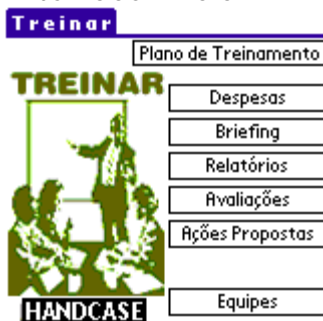 Treinar
Plano de Treinamento
TREINAR
Despesas
Briefing
Relatórios
Avaliações
Ações Propostas
Equipes
HANDCASE